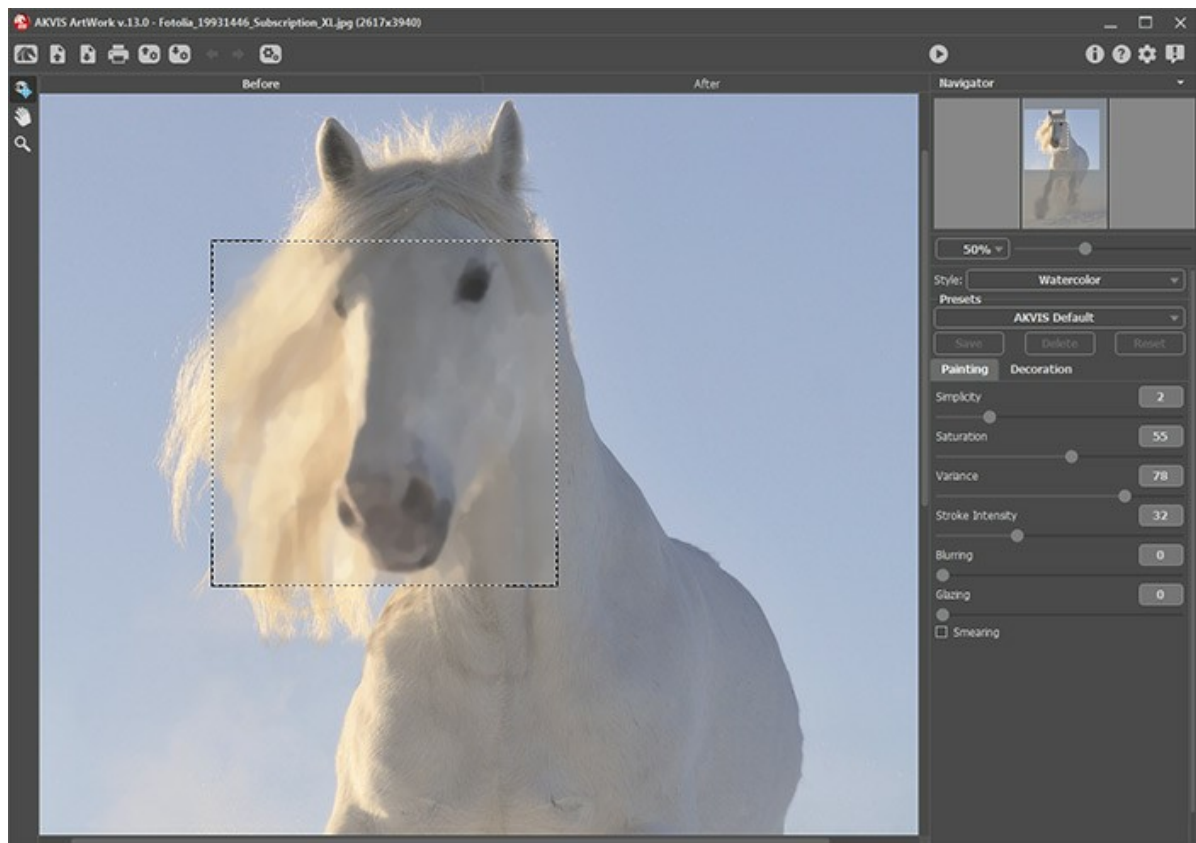 AKVIS ArtWork v.13.0 - Fotolia_19931446_Subscription_XL.jpg (2617x3940)
Before
After
Navigator
50%
Style:
Watercolor
Presets
AKVIS Default
Save
Delete
Reset
Painting
Decoration
Simplicity
2
Saturation
55
Variance
78
Stroke Intensity
32
Blurring
0
Glazing
0
Smearing